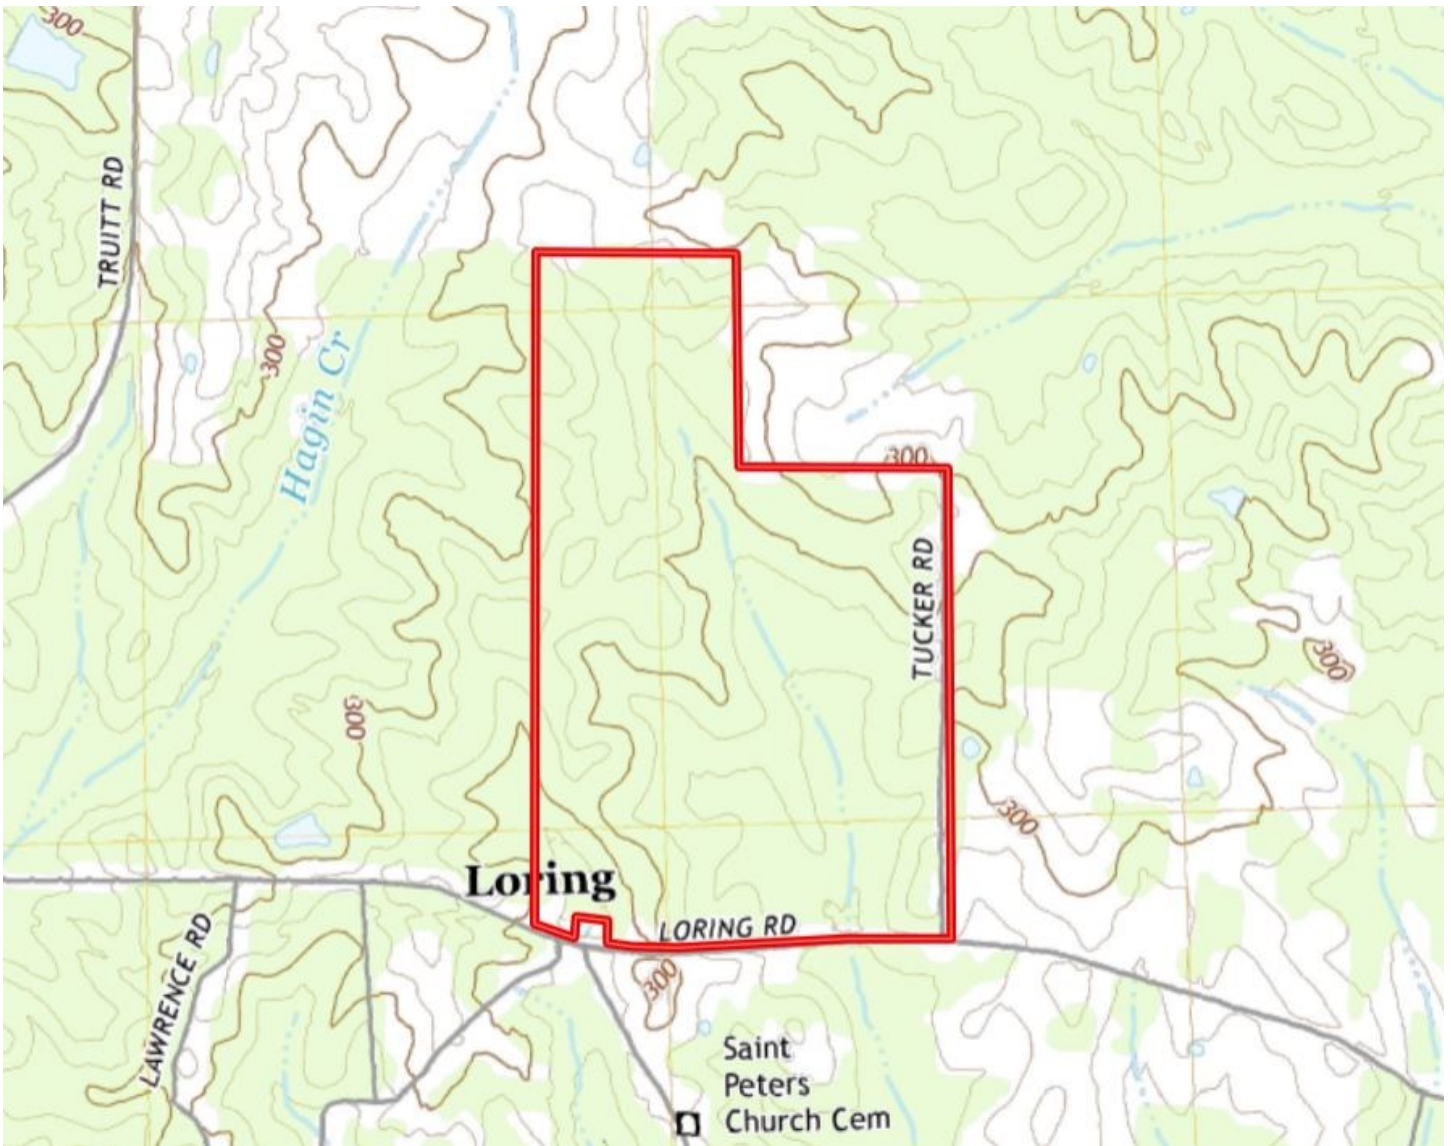 300
TRUITT RD
300
Hagin Cr
300
TUCKER RD
300
300
300
Loring
LORING RD
LAWRENCE RD
300
Saint
Peters
Church Cem